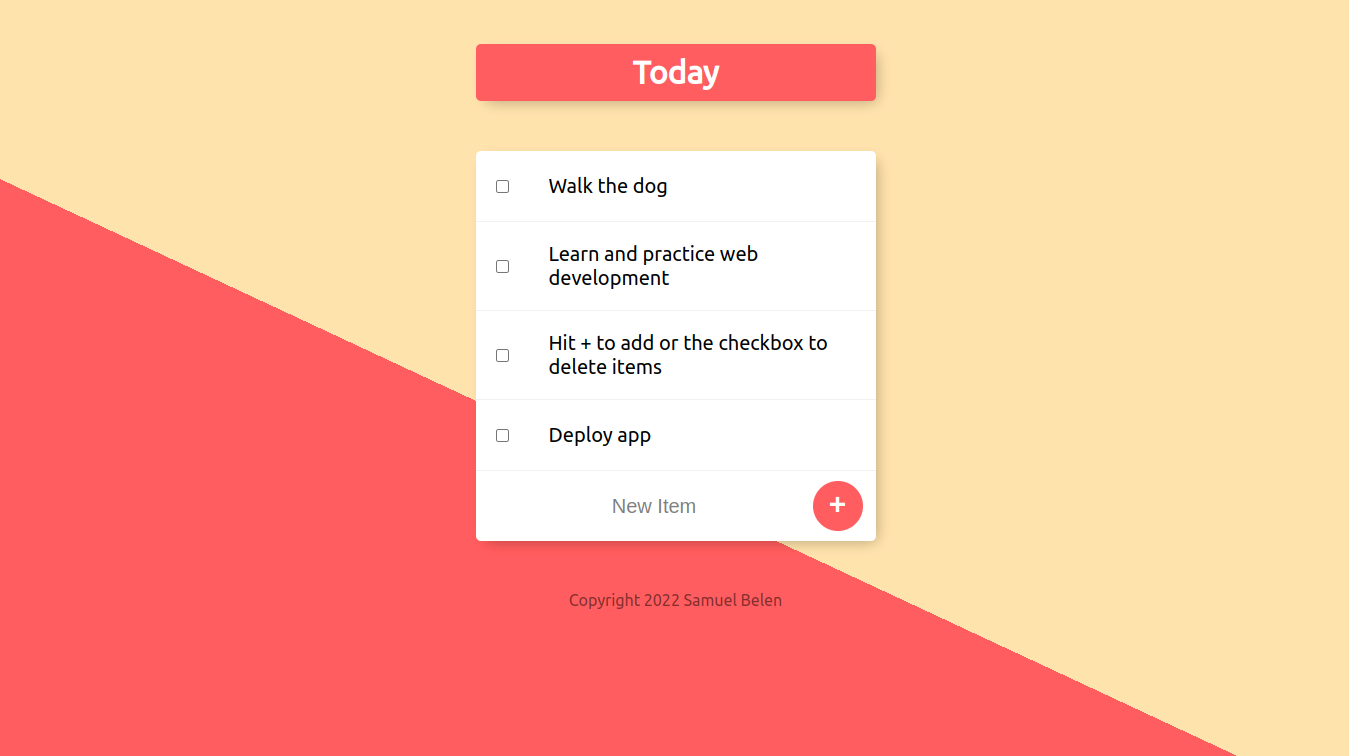 Today
Walk the dog
Learn and practice web
development
Hit + to add or the checkbox to
delete items
Deploy app
New Item
+
Copyright 2022 Samuel Belen